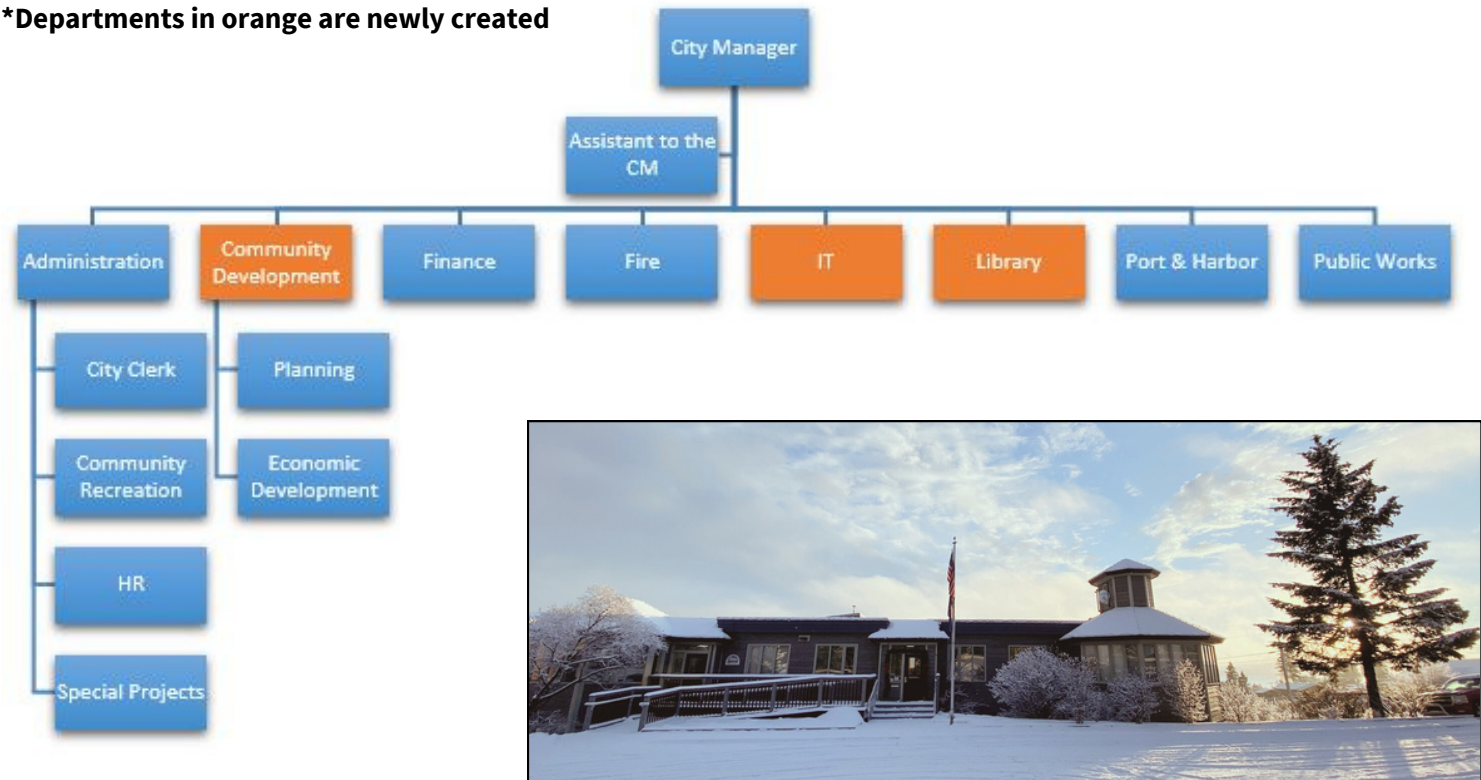 *Departments in orange are newly created
City Manager
Assistant to the
CM
Administration
Community
Development
Finance
Fire
IT
Library
Port & Harbor
Public Works
City Clerk
Planning
Community
Recreation
Economic
Development
HR
Special Projects